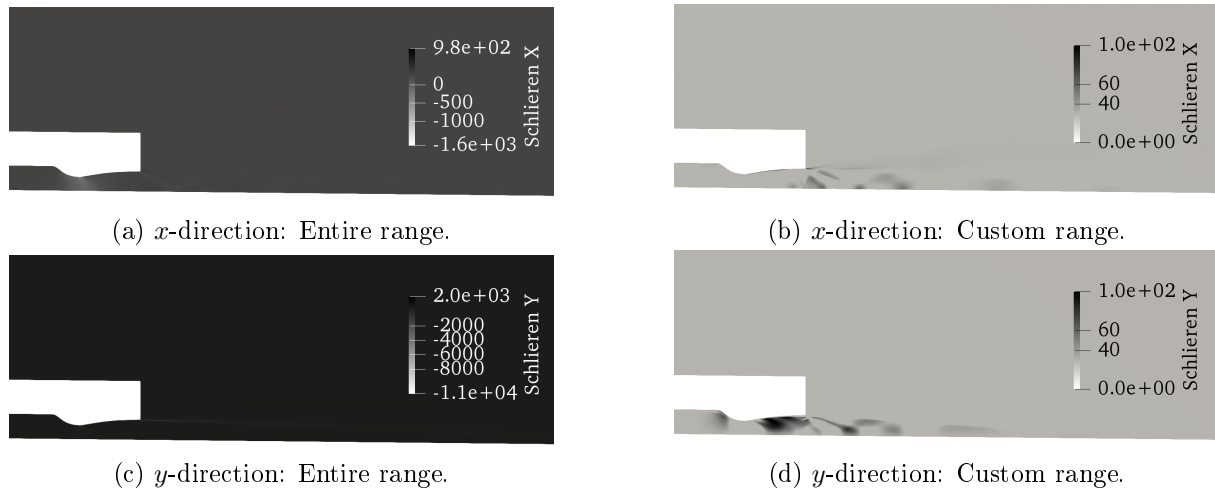 9.8e+02
0
-500
-1000
-1.6e+03
Schlieren X
1.0e+02
60
40
0.0e+00
Schlieren X
(a) x-direction: Entire range.
(b) x-direction: Custom range.
2.0e+03
-2000
-4000
-6000
-8000
-1.1e+04
Schlieren Y
1.0e+02
60
40
0.0e+00
Schlieren Y
(c) y-direction: Entire range.
(d) y-direction: Custom range.